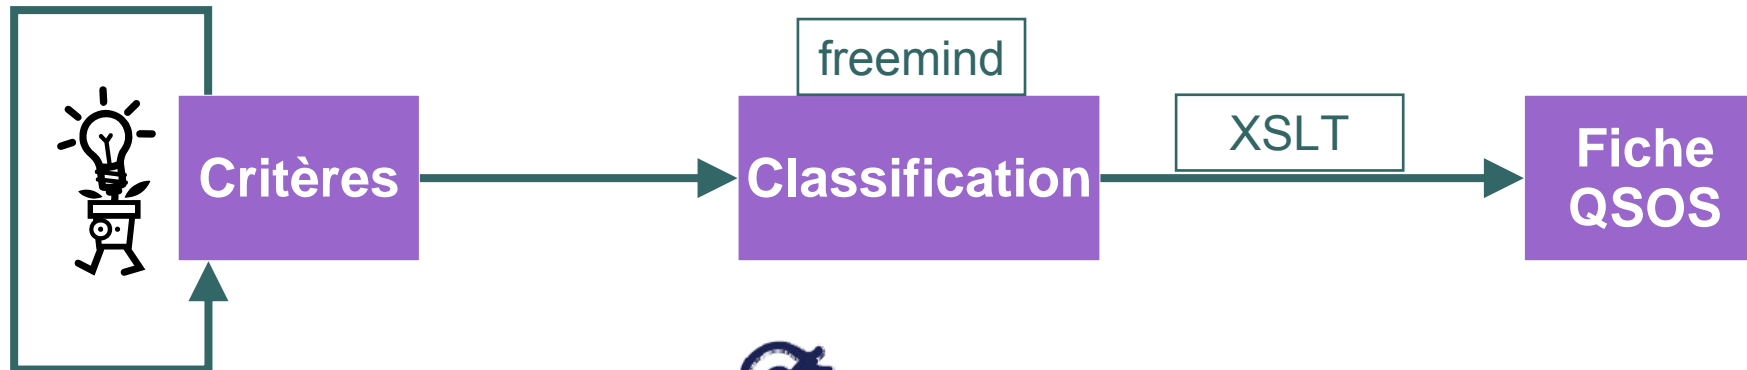 freemind
XSLT
Critères
Classification
Fiche
QSOS